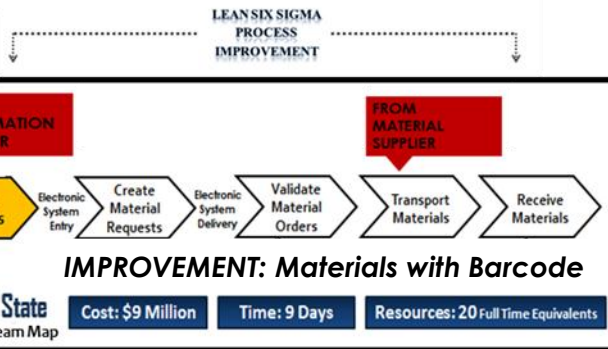 LEAN SIX SIGMA
PROCESS
IMPROVEMENT
FROM
MATERIAL
SUPPLIER
Electronic
System
Entry
Create
Material
Requests
Electronic
System
Delivery
Validate
Material
Orders
Transport
Materials
Receive
Materials
IMPROVEMENT: Materials with Barcode
State
Map
Cost: $9 Million
Time: 9 Days
Resources: 20 Full Time Equivalents